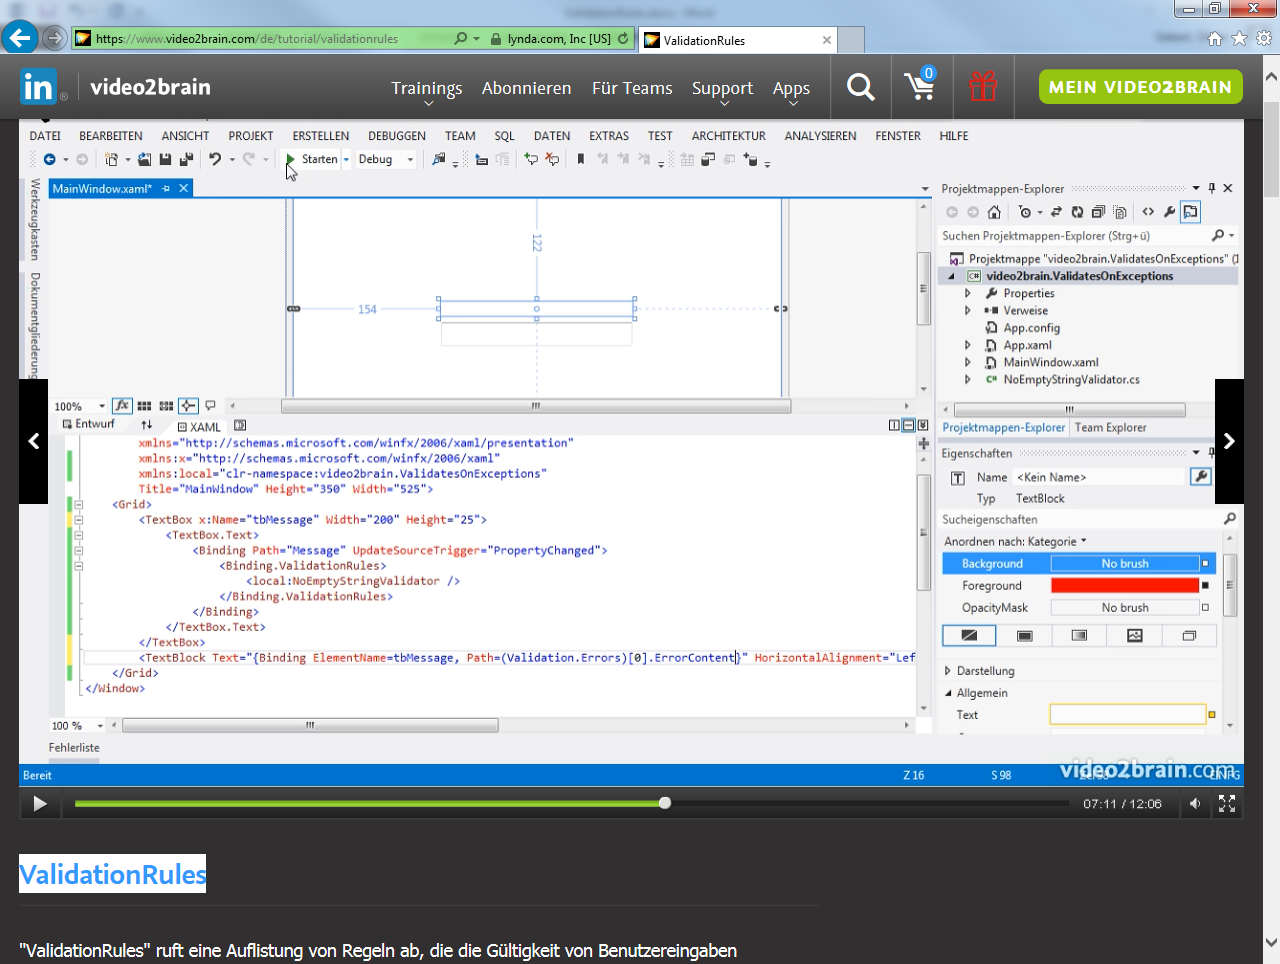 https://www.video2brain.com/de/tutorial/validationrules
lynda.com, Inc [US]
ValidationRules
in
video2brain
Trainings
Abonnieren
Für Teams
Support
Apps
0
MEIN VIDEO2BRAIN
DATEI BEARBEITEN ANSICHT PROJEKT ERSTELLEN DEBUGGEN TEAM SQL DATEN EXTRAS TEST ARCHITEKTUR ANALYSIEREN FENSTER HILFE
Starten Debug
Werkzeugkasten
Dokumentgliederung
MainWindow.xaml*
122
154
100%
Entwurf
XAML
xmlns="http://schemas.microsoft.com/winfx/2006/xaml/presentation"
xmlns:x="http://schemas.microsoft.com/winfx/2006/xaml"
xmlns:local="clr-namespace:video2brain.ValidatesOnExceptions"
Title="MainWindow" Height="350" Width="525">
<Grid>
<TextBox x:Name="tbMessage" Width="200" Height="25">
<TextBox.Text>
<Binding Path="Message" UpdateSourceTrigger="PropertyChanged">
<Binding.ValidationRules>
<local:NoEmptyStringValidator />
</Binding.ValidationRules>
</Binding>
</TextBox.Text>
</TextBox>
<TextBlock Text="{Binding ElementName=tbMessage, Path=(Validation.Errors)[0].ErrorContent}" HorizontalAlignment="Lef
</Grid>
</Window>
100 %
Fehlerliste
Bereit
Z 16
S 98
EINFG
Projektmappen-Explorer
Suchen Projektmappen-Explorer (Strg+ü)
Projektmappe "video2brain.ValidatesOnExceptions" (1
C# video2brain.ValidatesOnExceptions
Properties
Verweise
App.config
App.xaml
MainWindow.xaml
C# NoEmptyStringValidator.cs
Projektmappen-Explorer Team Explorer
Eigenschaften
Name <Kein Name>
Typ TextBlock
Sucheigenschaften
Anordnen nach: Kategorie
Background No brush
Foreground
OpacityMask No brush
Darstellung
Allgemein
Text
video2brain.com
07:11 / 12:06
ValidationRules
"ValidationRules" ruft eine Auflistung von Regeln ab, die die Gültigkeit von Benutzereingaben